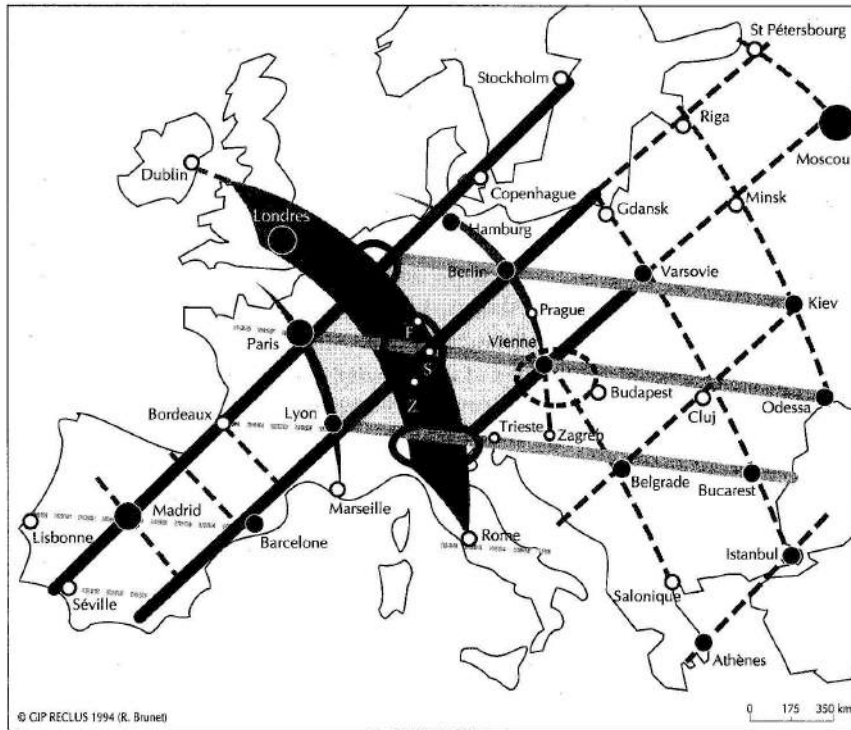 St Pétersbourg
Stockholm
Riga
Moscou
Dublin
Copenhague
Minsk
Londres
Gdansk
Hamburg
Berlin
Varsovie
Kiev
Prague
F
Paris
Vienne
S
Budapest
Z
Cluj
Odessa
Bordeaux
Lyon
Trieste
Zagreb
Belgrade
Bucarest
Marseille
Madrid
Lisbonne
Barcelone
Rome
Istanbul
Séville
Salonique
Athènes
© GIP RECLUS 1994 (R. Brunet)
0 175 350 km